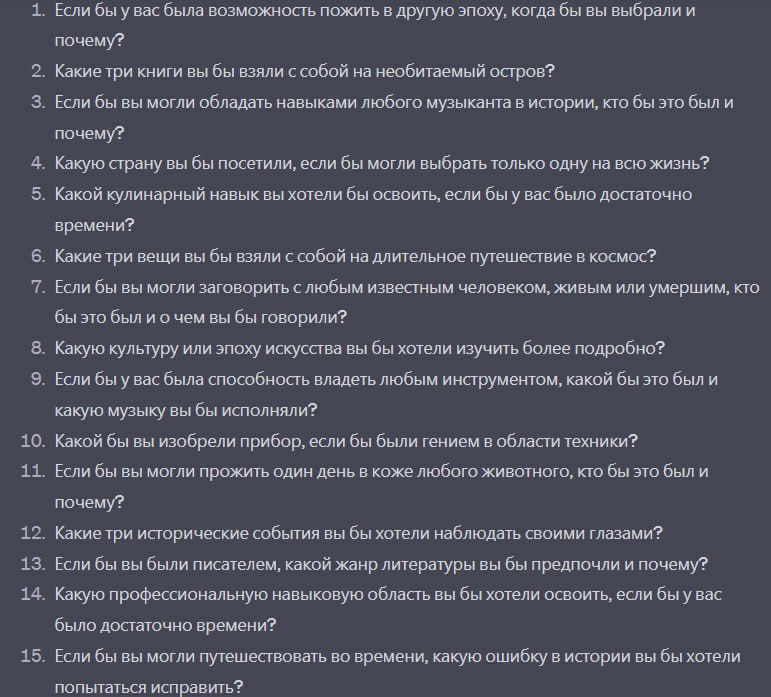 1. Если бы у вас была возможность пожить в другую эпоху, когда бы вы выбрали и
почему?
2. Какие три книги вы бы взяли с собой на необитаемый остров?
3. Если бы вы могли обладать навыками любого музыканта в истории, кто бы это был и
почему?
4. Какую страну вы бы посетили, если бы могли выбрать только одну на всю жизнь?
5. Какой кулинарный навык вы хотели бы освоить, если бы у вас было достаточно
времени?
6. Какие три вещи вы бы взяли с собой на длительное путешествие в космос?
7. Если бы вы могли заговорить с любым известным человеком, живым или умершим, кто
бы это был и о чем вы бы говорили?
8. Какую культуру или эпоху искусства вы бы хотели изучить более подробно?
9. Если бы у вас была способность владеть любым инструментом, какой бы это был и
какую музыку вы бы исполняли?
10. Какой бы вы изобрели прибор, если бы были гением в области техники?
11. Если бы вы могли прожить один день в коже любого животного, кто бы это был и
почему?
12. Какие три исторические события вы бы хотели наблюдать своими глазами?
13. Если бы вы были писателем, какой жанр литературы вы бы предпочли и почему?
14. Какую профессиональную навыковую область вы бы хотели освоить, если бы у вас
было достаточно времени?
15. Если бы вы могли путешествовать во времени, какую ошибку в истории вы бы хотели
попытаться исправить?